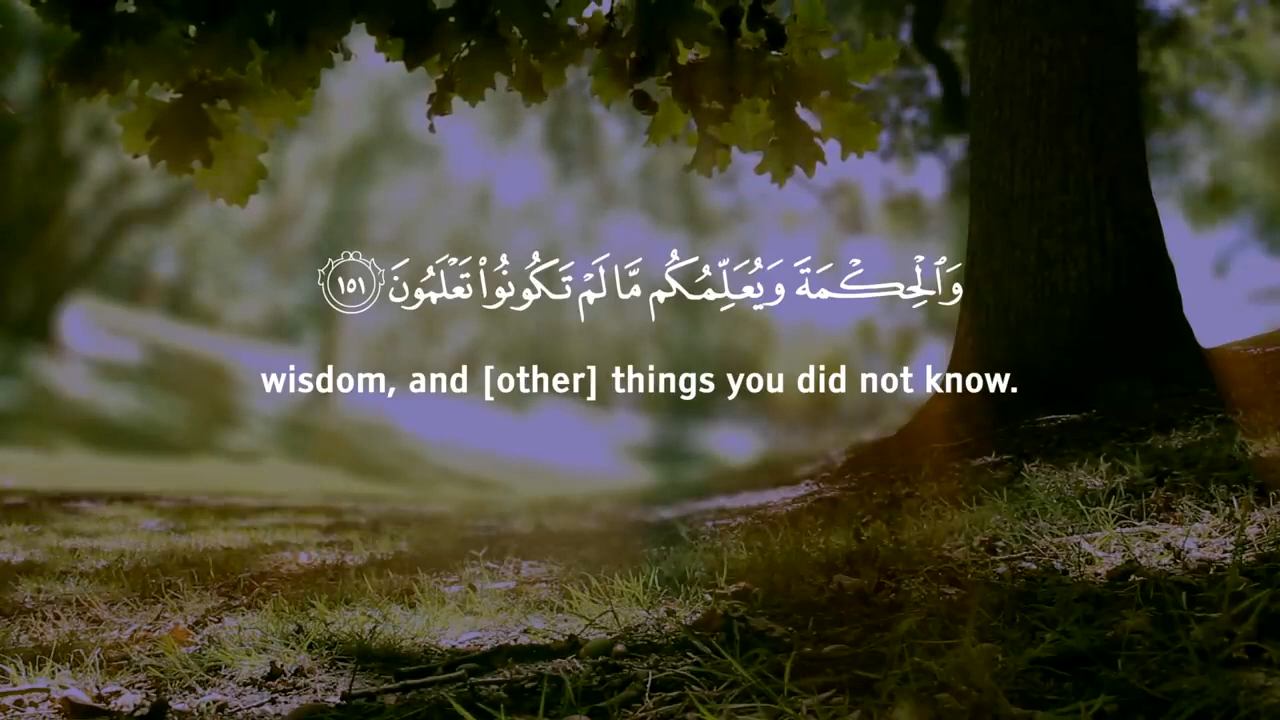 وَٱلْحِكْمَةَ وَيُعَلِّمُكُم مَّا لَمْ تَكُونُوا۟ تَعْلَمُونَ ١٥١
wisdom, and [other] things you did not know.